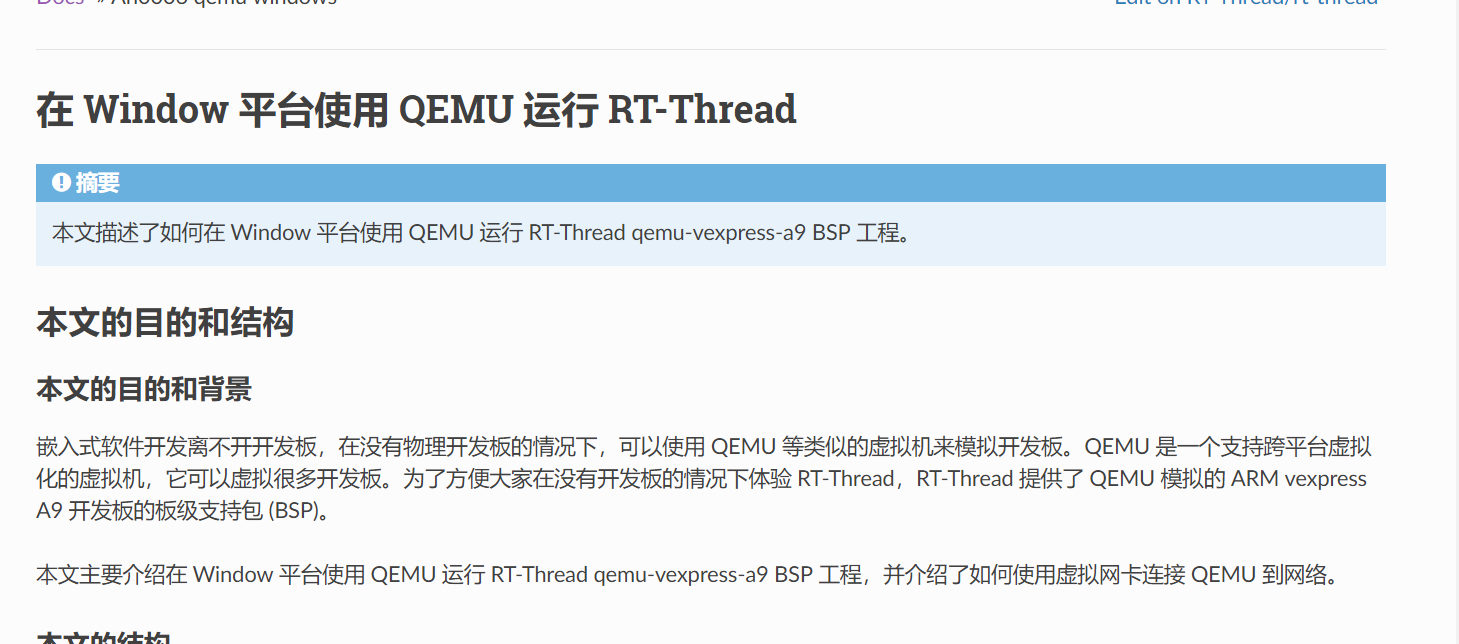 Docs » An0006 qemu windows
Edit on RT-Thread/rt-thread
在 Window 平台使用 QEMU 运行 RT-Thread
摘要
本文描述了如何在 Window 平台使用 QEMU 运行 RT-Thread qemu-vexpress-a9 BSP 工程。
本文的目的和结构
本文的目的和背景
嵌入式软件开发离不开开发板，在没有物理开发板的情况下，可以使用 QEMU 等类似的虚拟机来模拟开发板。QEMU 是一个支持跨平台虚拟
化的虚拟机，它可以虚拟很多开发板。为了方便大家在没有开发板的情况下体验 RT-Thread，RT-Thread 提供了 QEMU 模拟的 ARM vexpress
A9 开发板的板级支持包 (BSP)。
本文主要介绍在 Window 平台使用 QEMU 运行 RT-Thread qemu-vexpress-a9 BSP 工程，并介绍了如何使用虚拟网卡连接 QEMU 到网络。
本文的结构